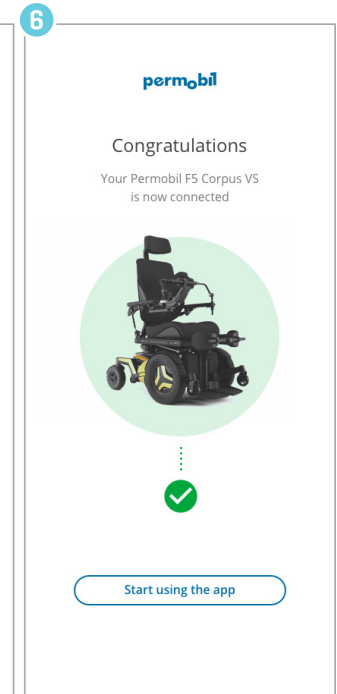 6
permobil
Congratulations
Your Permobil F5 Corpus VS
is now connected
Start using the app